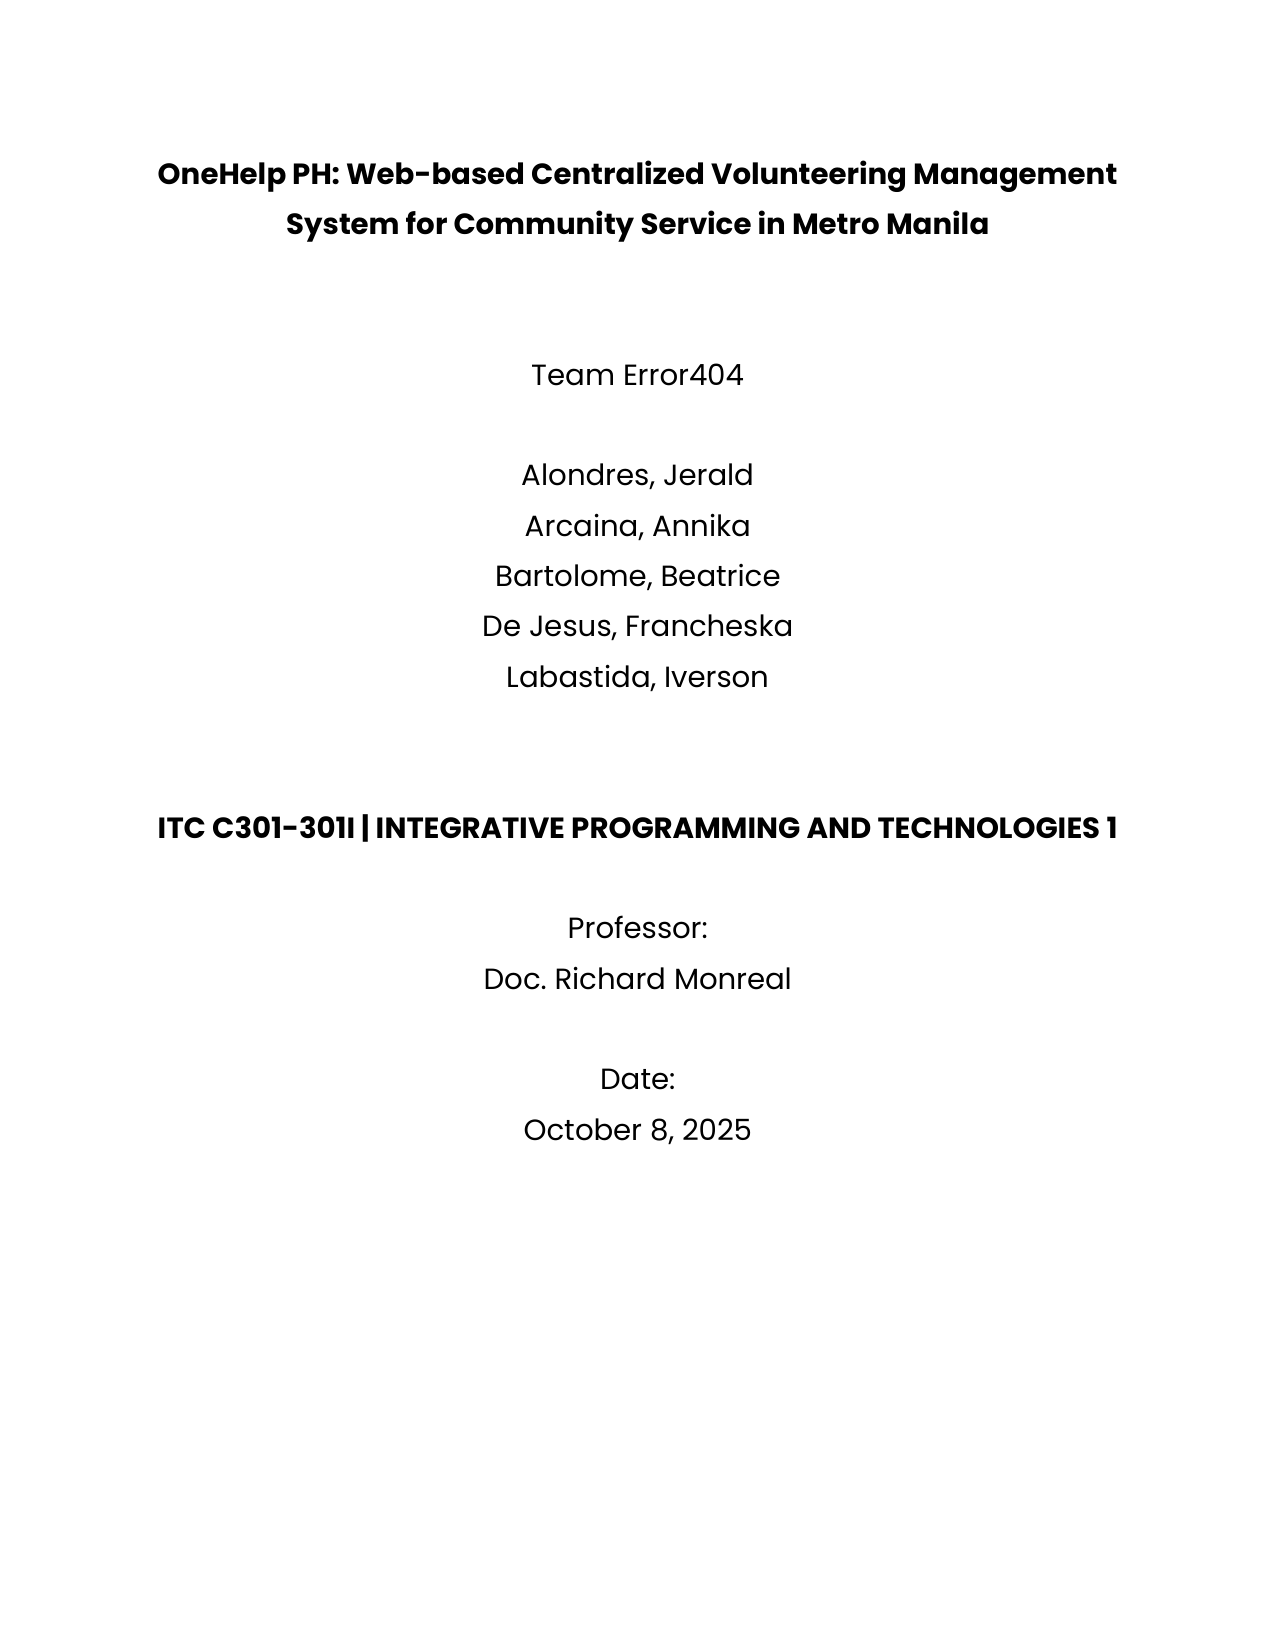 OneHelp PH: Web-based Centralized Volunteering Management
System for Community Service in Metro Manila
Team Error404
Alondres, Jerald
Arcaina, Annika
Bartolome, Beatrice
De Jesus, Francheska
Labastida, Iverson
ITC C301-301I | INTEGRATIVE PROGRAMMING AND TECHNOLOGIES 1
Professor:
Doc. Richard Monreal
Date:
October 8, 2025